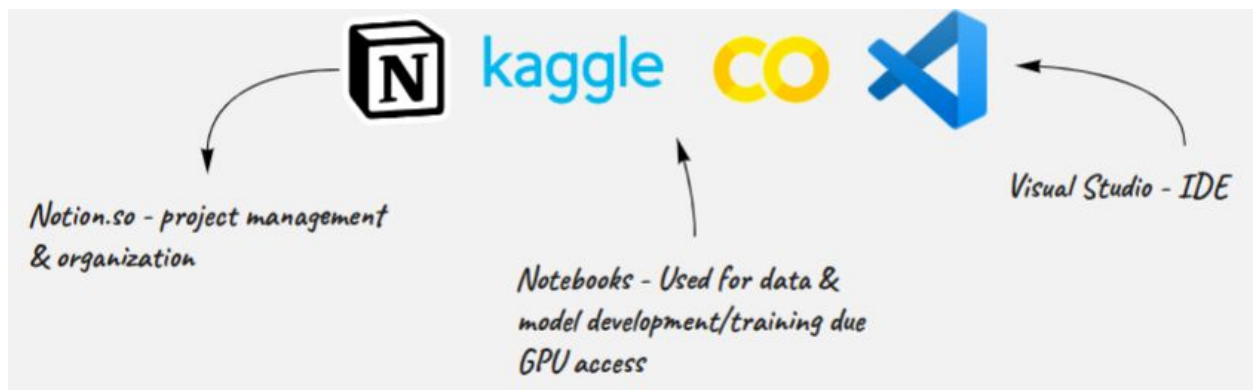 N kaggle CO
Notion.so - project management
& organization
Notebooks - Used for data &
model development/training due
GPU access
Visual Studio - IDE